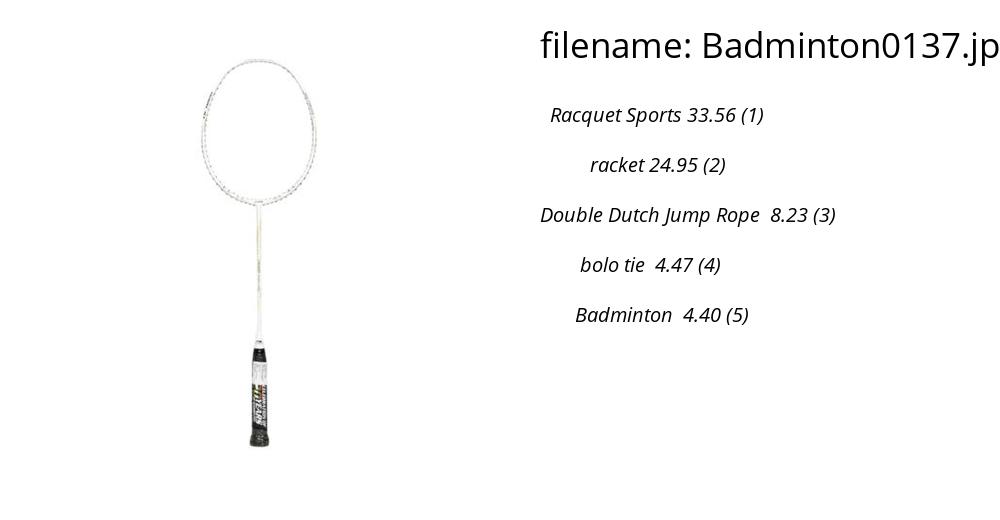 filename: Badminton0137.jp
Racquet Sports 33.56 (1)
racket 24.95 (2)
Double Dutch Jump Rope 8.23 (3)
bolo tie 4.47 (4)
Badminton 4.40 (5)